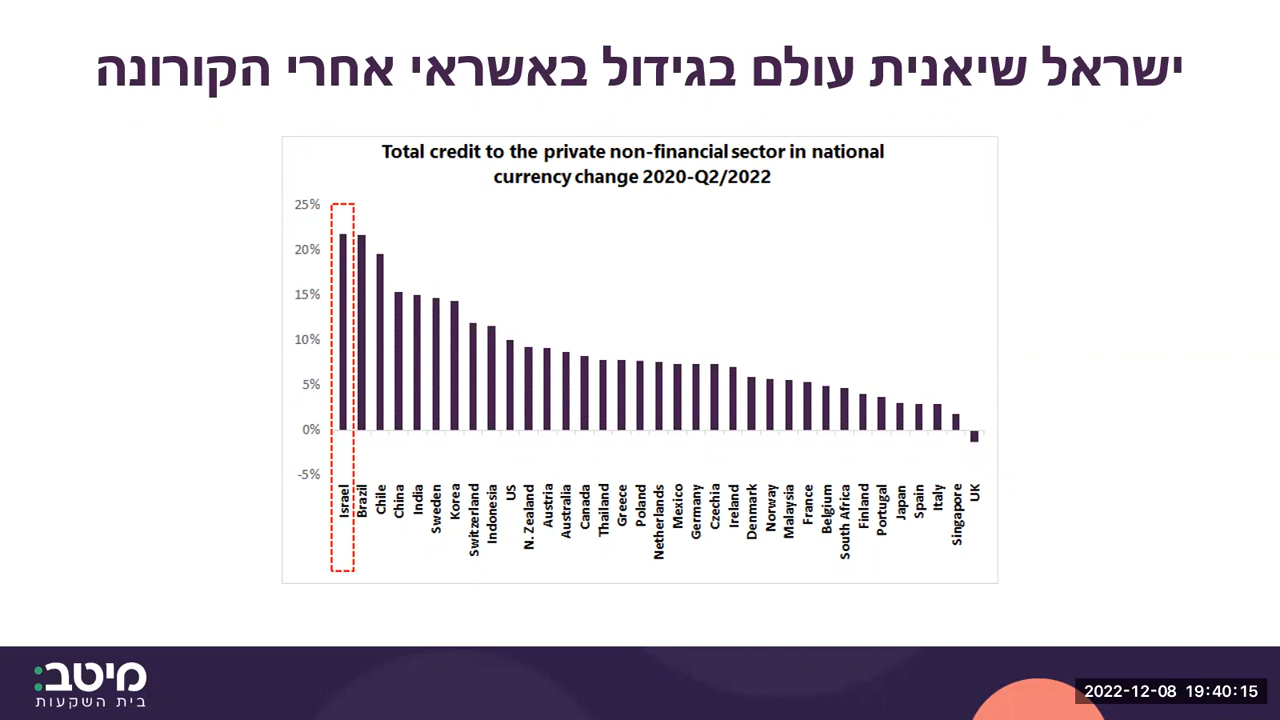 ישראל שיאנית עולם בגידול באשראי אחרי הקורונה
Total credit to the private non-financial sector in national
currency change 2020-Q2/2022
25%
20%
15%
10%
5%
0%
-5%
Israel
Brazil
Chile
China
India
Sweden
Korea
Switzerland
Indonesia
US
N. Zealand
Austria
Australia
Canada
Thailand
Greece
Poland
Netherlands
Mexico
Germany
Czechia
Ireland
Denmark
Norway
Malaysia
France
Belgium
South Africa
Finland
Portugal
Japan
Spain
Italy
Singapore
UK
מיטב:
בית השקעות
2022-12-08 19:40:15